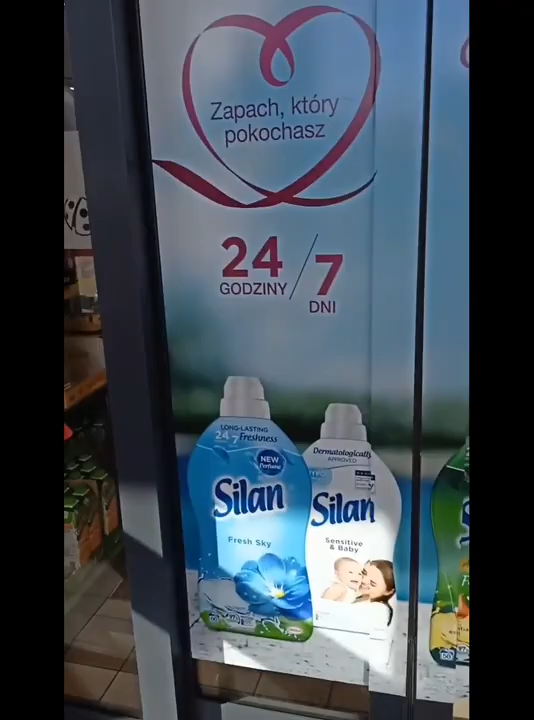 Zapach, który
pokochasz
24/7
GODZINY
DNI
LONG-LASTING
24/7 Freshness
NEW
Perfume
Silan
Fresh Sky
Dermatologically
APPROVED
Silan
Sensitive
& Baby